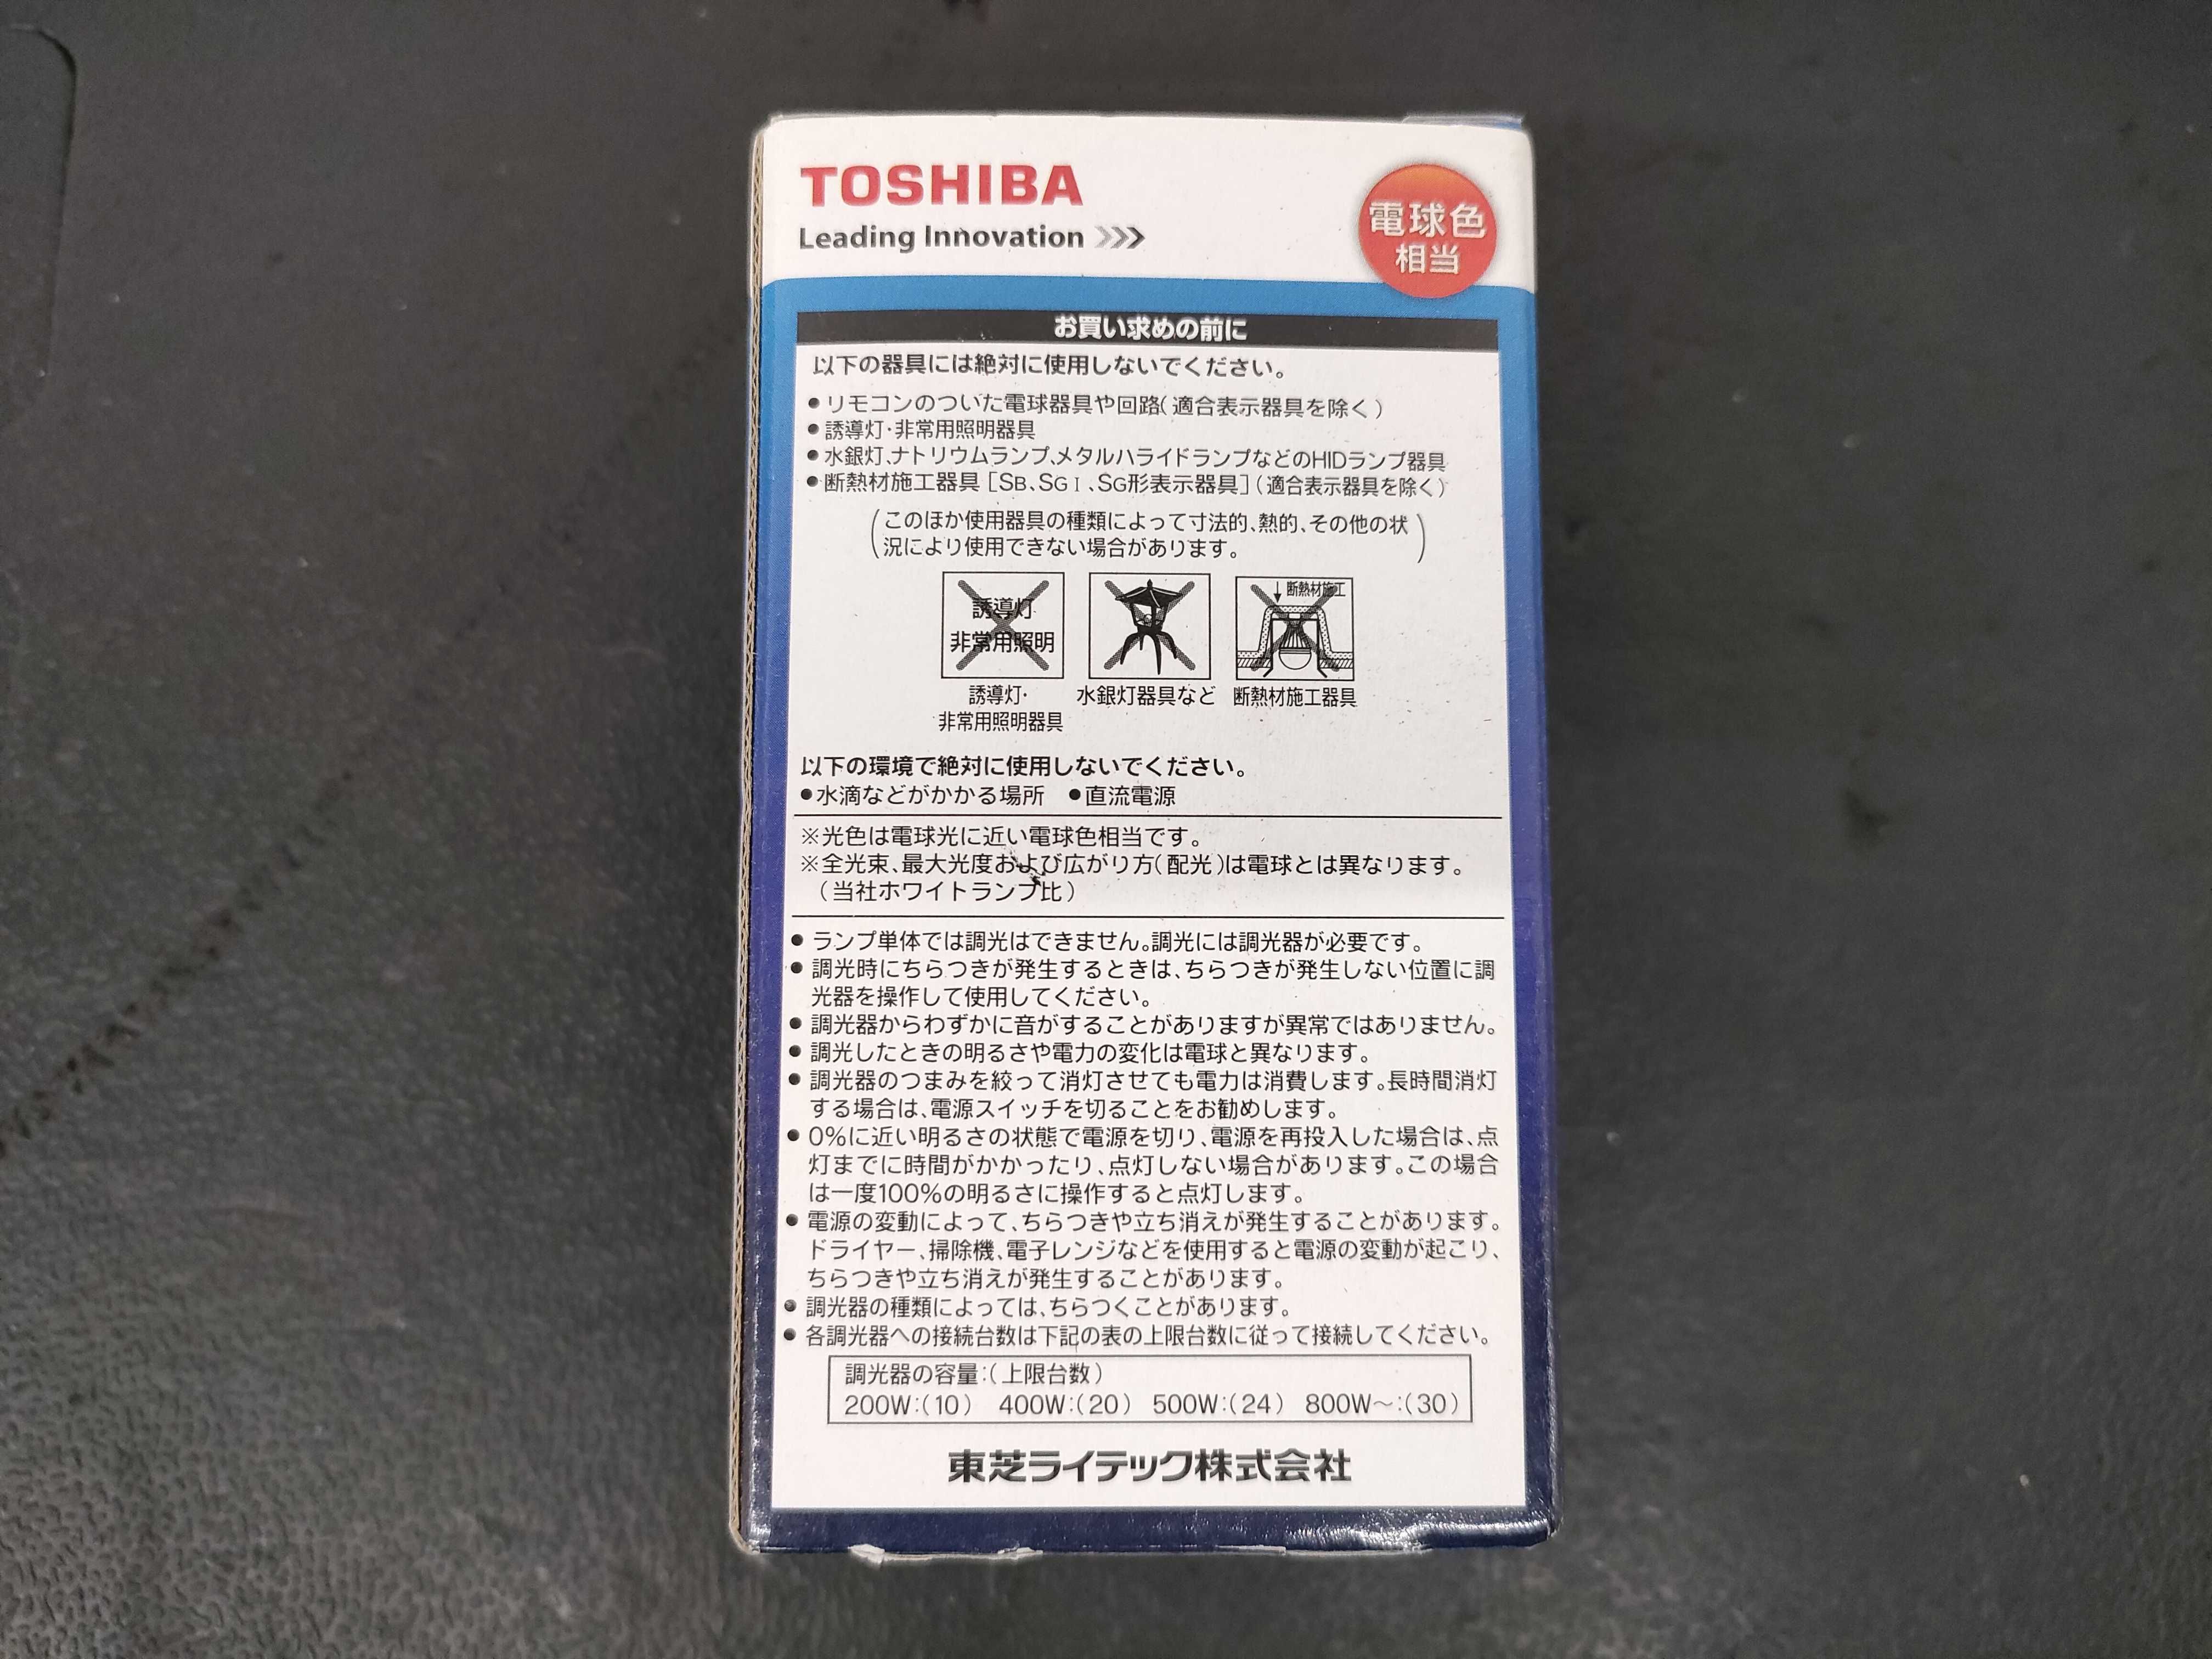 TOSHIBA
Leading Innovation >>>
電球色
相当
お買い求めの前に
以下の器具には絶対に使用しないでください。
●リモコンのついた電球器具や回路(適合表示器具を除く)
●誘導灯・非常用照明器具
●水銀灯、ナトリウムランプ、メタルハライドランプなどのHIDランプ器具
●断熱材施工器具[SB、SGI、SG形表示器具](適合表示器具を除く)
(このほか使用器具の種類によって寸法的、熱的、その他の状
況により使用できない場合があります。)
誘導灯
非常用照明
断熱材施工
誘導灯・
非常用照明器具
水銀灯器具など
断熱材施工器具
以下の環境で絶対に使用しないでください。
●水滴などがかかる場所 ●直流電源
※光色は電球光に近い電球色相当です。
※全光束、最大光度および広がり方(配光)は電球とは異なります。
(当社ホワイトランプ比)
●ランプ単体では調光はできません。調光には調光器が必要です。
●調光時にちらつきが発生するときは、ちらつきが発生しない位置に調
光器を操作して使用してください。
●調光器からわずかに音がすることがありますが異常ではありません。
●調光したときの明るさや電力の変化は電球と異なります。
●調光器のつまみを絞って消灯させても電力は消費します。長時間消灯
する場合は、電源スイッチを切ることをお勧めします。
●0%に近い明るさの状態で電源を切り、電源を再投入した場合は、点
灯までに時間がかかったり、点灯しない場合があります。この場合
は一度100%の明るさに操作すると点灯します。
●電源の変動によって、ちらつきや立ち消えが発生することがあります。
ドライヤー、掃除機、電子レンジなどを使用すると電源の変動が起こり、
ちらつきや立ち消えが発生することがあります。
●調光器の種類によっては、ちらつくことがあります。
●各調光器への接続台数は下記の表の上限台数に従って接続してください。
調光器の容量:(上限台数)
200W:(10) 400W:(20) 500W:(24) 800W～:(30)
東芝ライテック株式会社